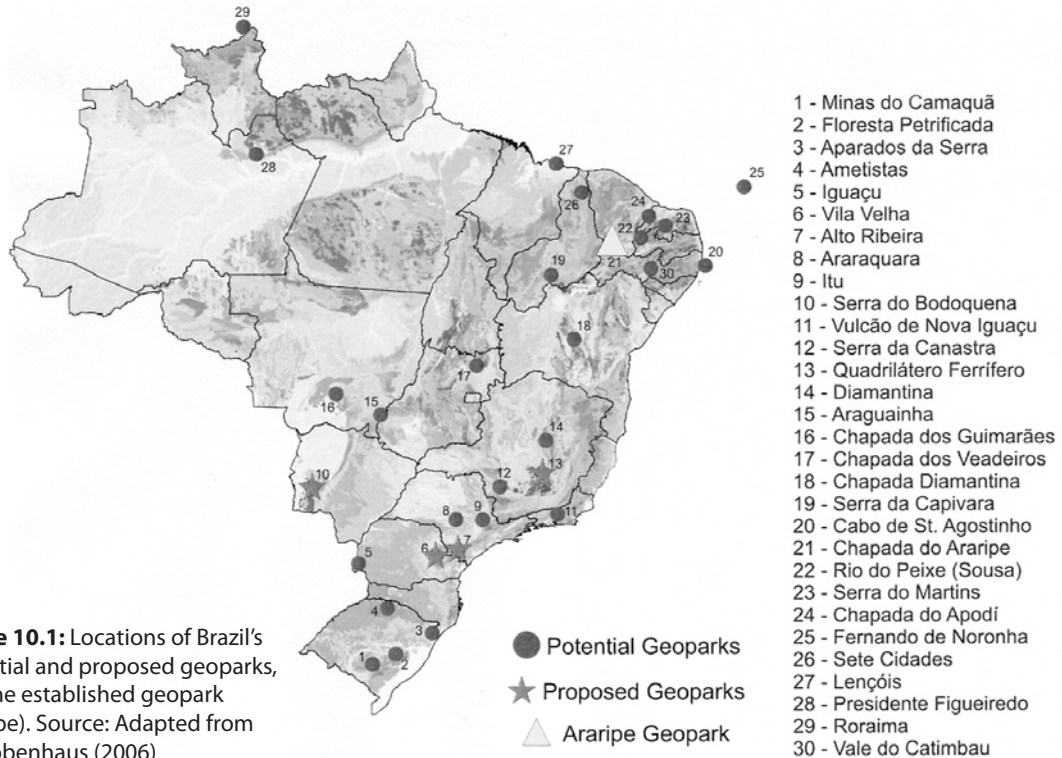 29
28
27
25
26
24
23
22
21
20
30
19
18
17
16
15
14
13
12
11
10
9
8
7
6
5
4
3
2
1
1 - Minas do Camaquã
2 - Floresta Petrificada
3 - Aparados da Serra
4 - Ametistas
5 - Iguaçu
6 - Vila Velha
7 - Alto Ribeira
8 - Araraquara
9 - Itu
10 - Serra do Bodoquena
11 - Vulcão de Nova Iguaçu
12 - Serra da Canastra
13 - Quadrilátero Ferrífero
14 - Diamantina
15 - Araguainha
16 - Chapada dos Guimarães
17 - Chapada dos Veadeiros
18 - Chapada Diamantina
19 - Serra da Capivara
20 - Cabo de St. Agostinho
21 - Chapada do Araripe
22 - Rio do Peixe (Sousa)
23 - Serra do Martins
24 - Chapada do Apodí
25 - Fernando de Noronha
26 - Sete Cidades
27 - Lençóis
28 - Presidente Figueiredo
29 - Roraima
30 - Vale do Catimbau
Potential Geoparks
Proposed Geoparks
Araripe Geopark
e 10.1: Locations of Brazil's
tial and proposed geoparks,
ne established geopark
pe). Source: Adapted from
benhaus (2006)